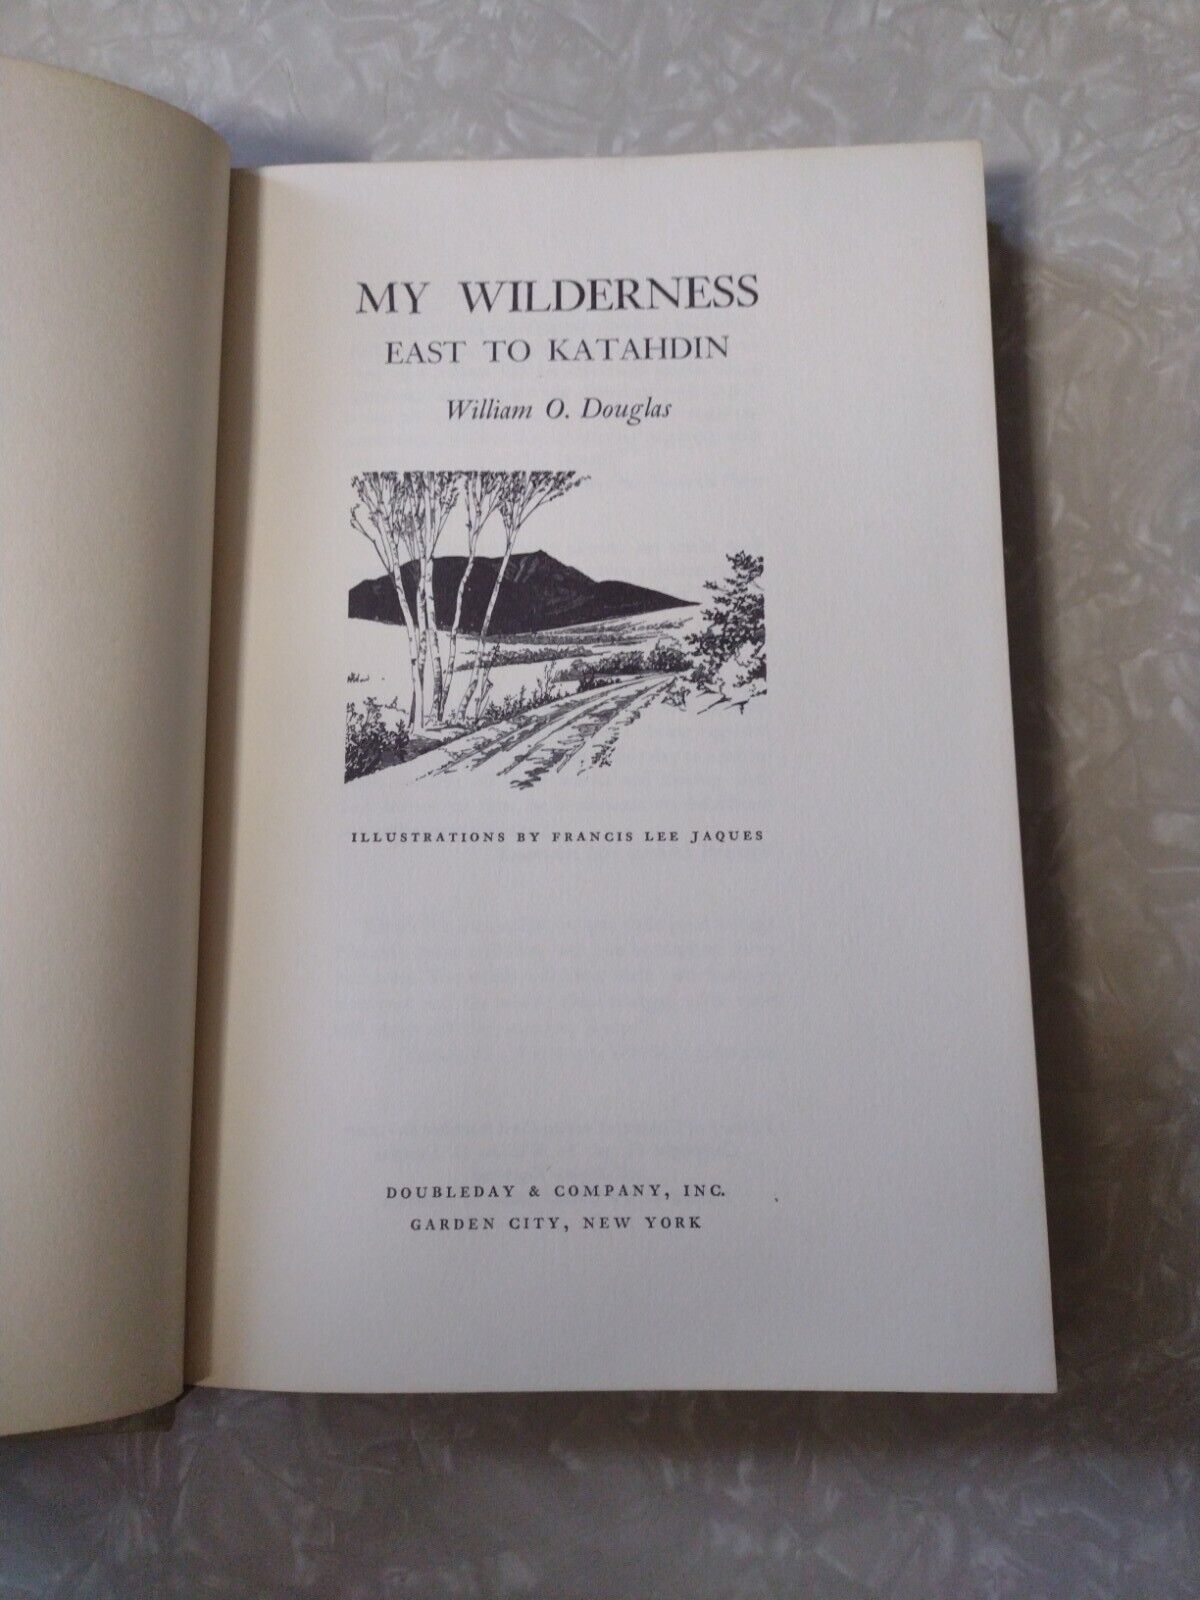 MY WILDERNESS
EAST TO KATAHDIN
William O. Douglas
ILLUSTRATIONS BY FRANCIS LEE JAQUES
DOUBLEDAY & COMPANY, INC.
GARDEN CITY, NEW YORK